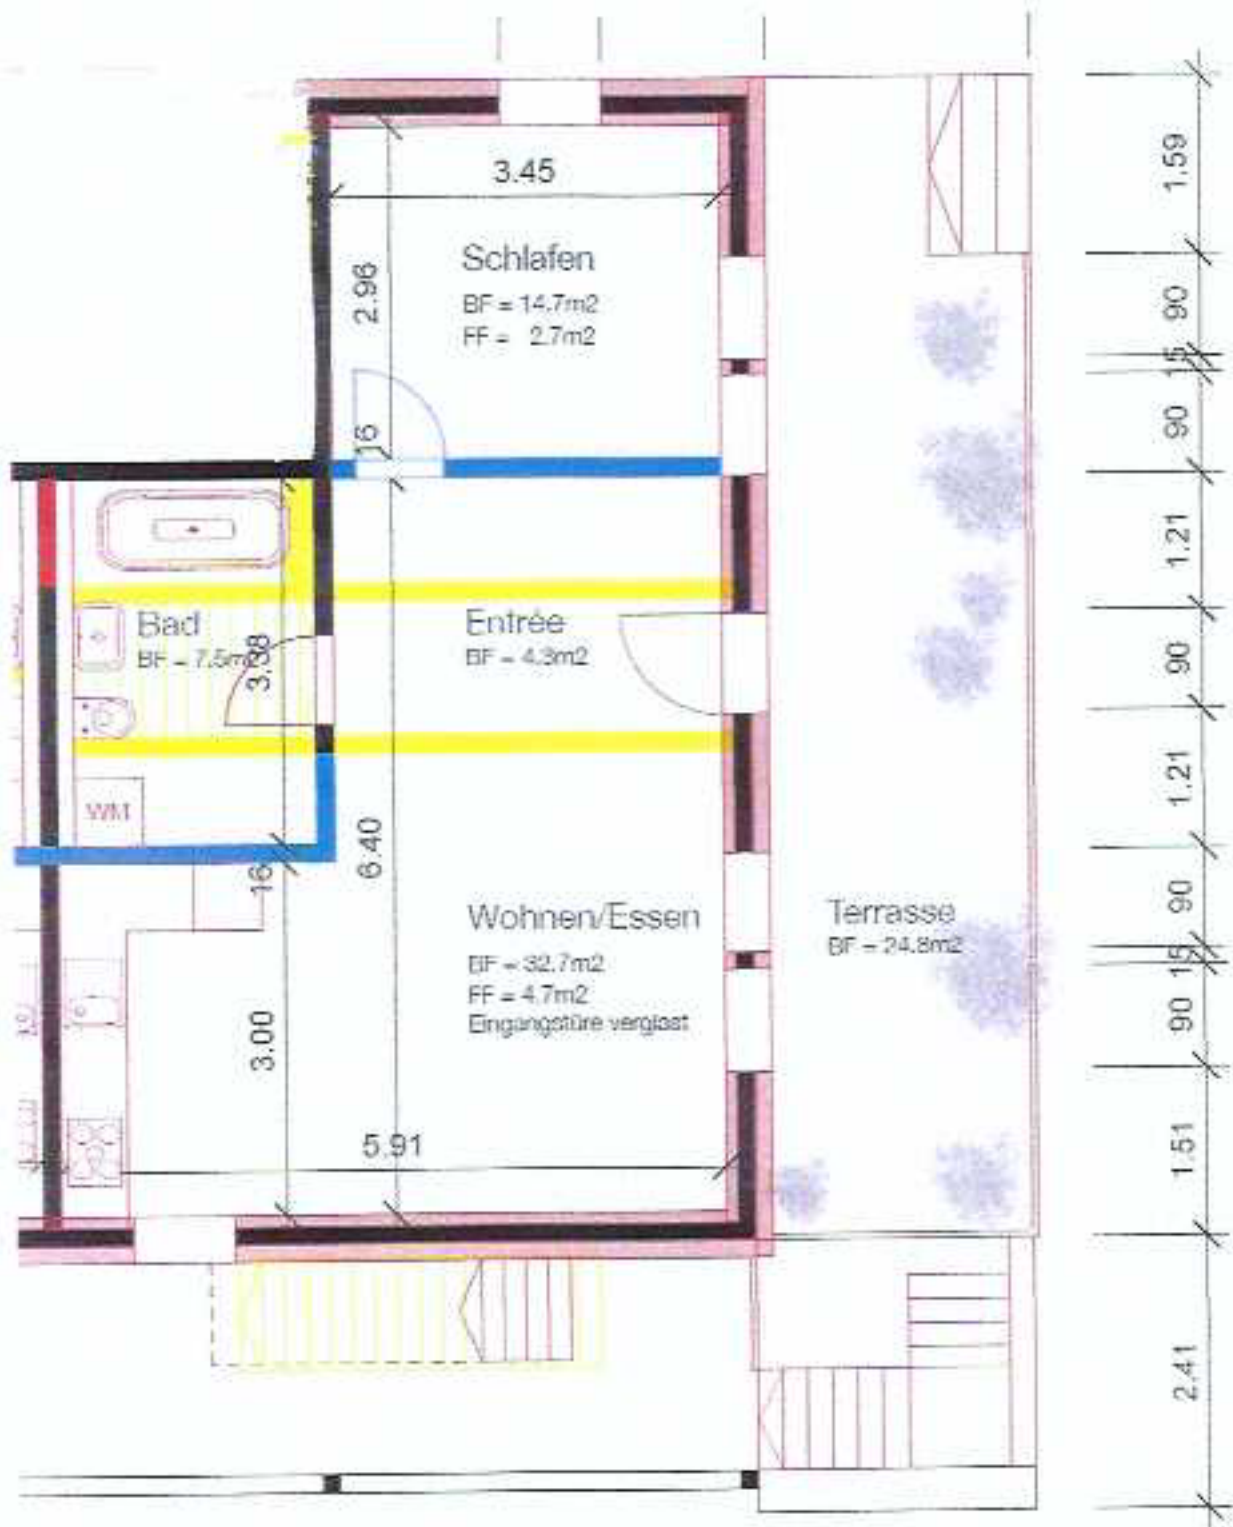 3.45
Schlafen
BF = 14.7m2
FF = 2.7m2
2.96
16
Bad
BF = 7.5m2
3.38
Entrée
BF = 4.3m2
WM
16
6.40
3.00
Wohnen/Essen
BF = 32.7m2
FF = 4.7m2
Eingangstüre verglast
5.91
Terrasse
BF = 24.8m2
1.59
90
15
90
1.21
90
1.21
90
15
90
1.51
2.41